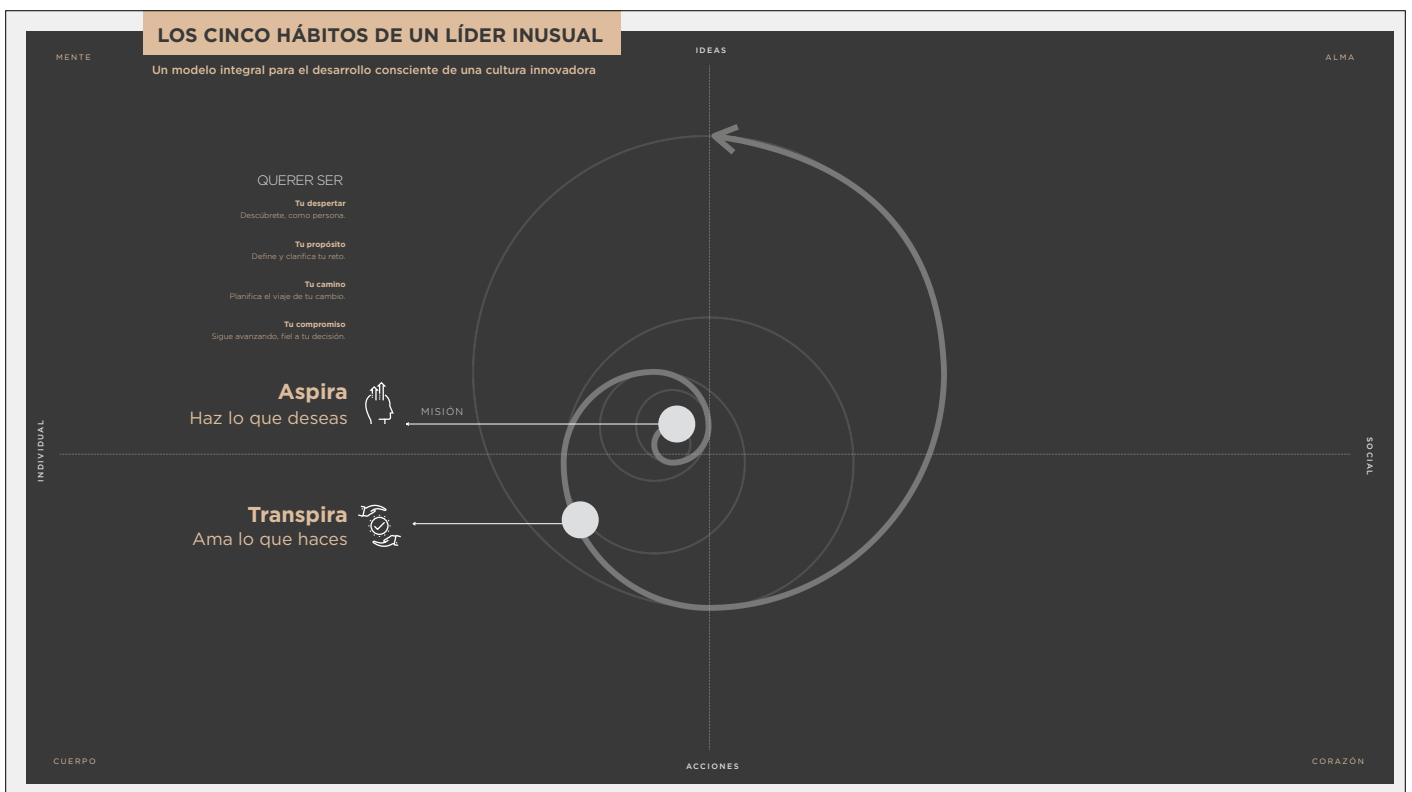 LOS CINCO HÁBITOS DE UN LÍDER INUSUAL
Un modelo integral para el desarrollo consciente de una cultura innovadora
MENTE
IDEAS
ALMA
QUERER SER
Tu despertar
Descúbrete, como persona.
Tu propósito
Define y clarifica tu reto.
Tu camino
Planifica el viaje de tu cambio.
Tu compromiso
Sigue avanzando, fiel a tu decisión.
Aspira
Haz lo que deseas
MISIÓN
INDIVIDUAL
SOCIAL
Transpira
Ama lo que haces
CUERPO
ACCIONES
CORAZÓN